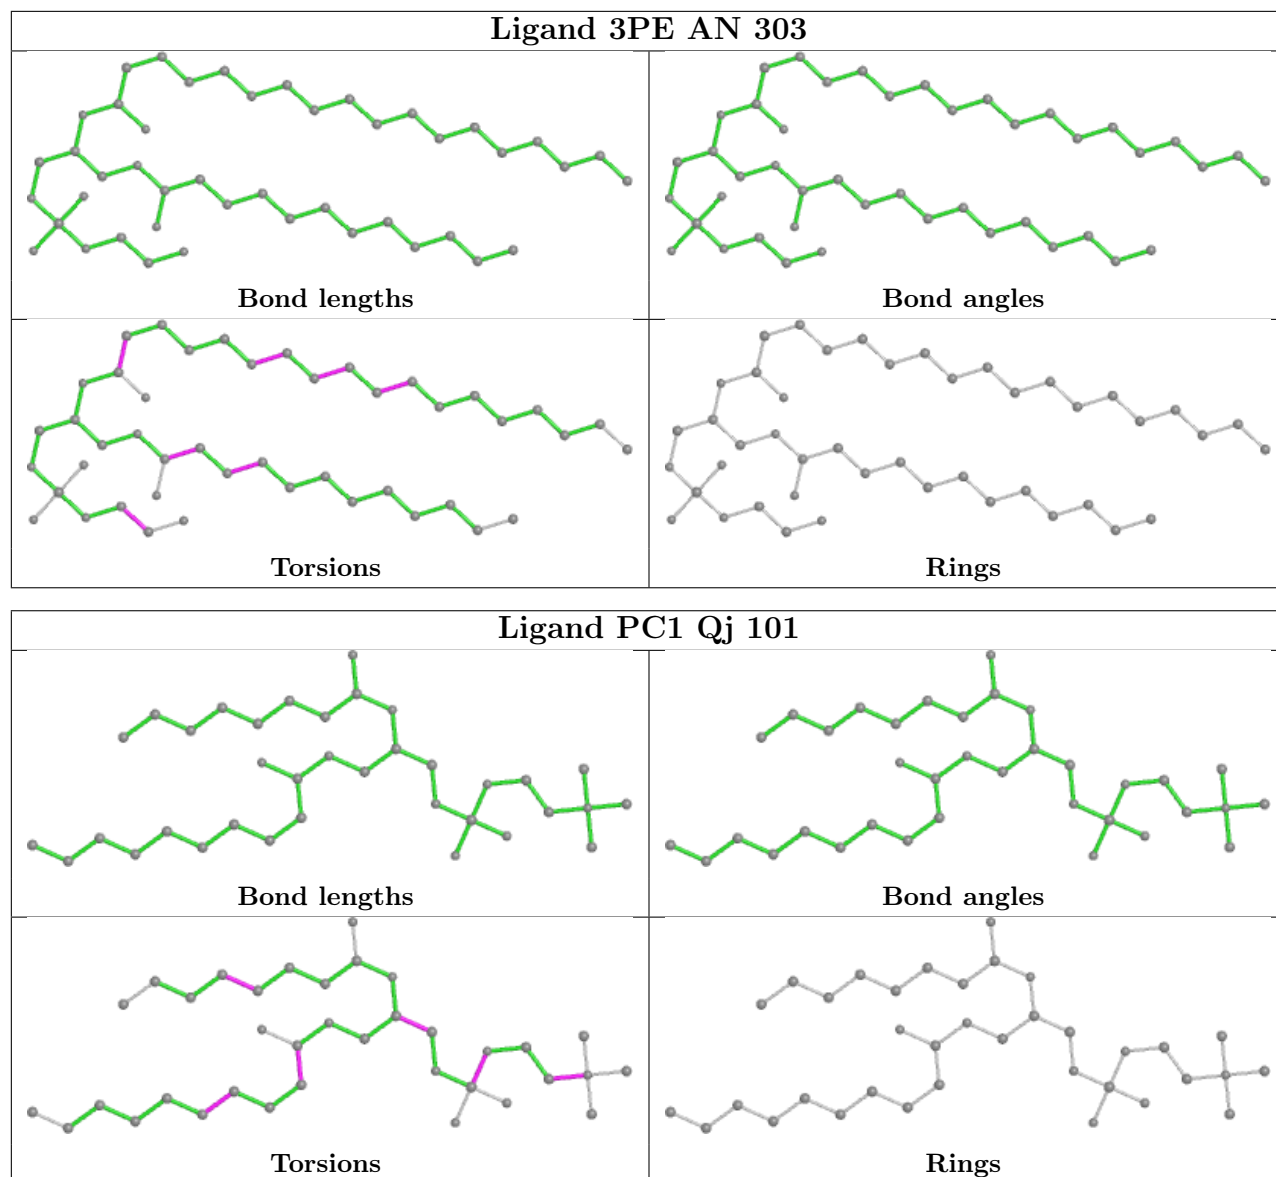 Ligand 3PE AN 303
Bond lengths
Bond angles
Torsions
Rings
Ligand PC1 Qj 101
Bond lengths
Bond angles
Torsions
Rings